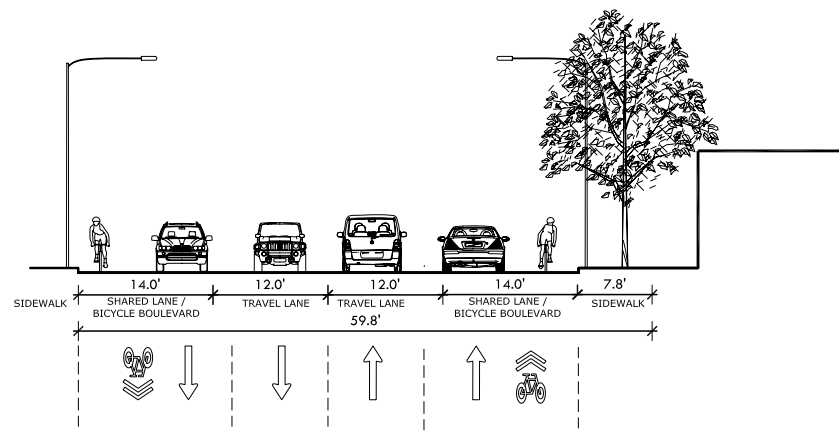 14.0' 12.0' 12.0' 14.0' 7.8'
SIDEWALK SHARED LANE / TRAVEL LANE TRAVEL LANE SHARED LANE / SIDEWALK
BICYCLE BOULEVARD BICYCLE BOULEVARD
59.8'